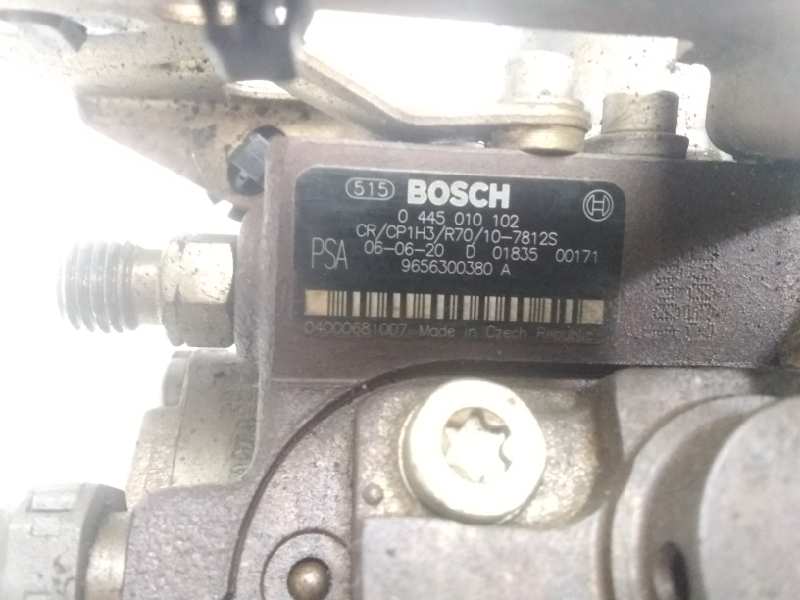 515 BOSCH
0 445 010 102
CR/CP1H3/R70/10-7812S
PSA 06-06-20 D 01835 00171
9656300380 A
04000681007 Made in Czech Republic